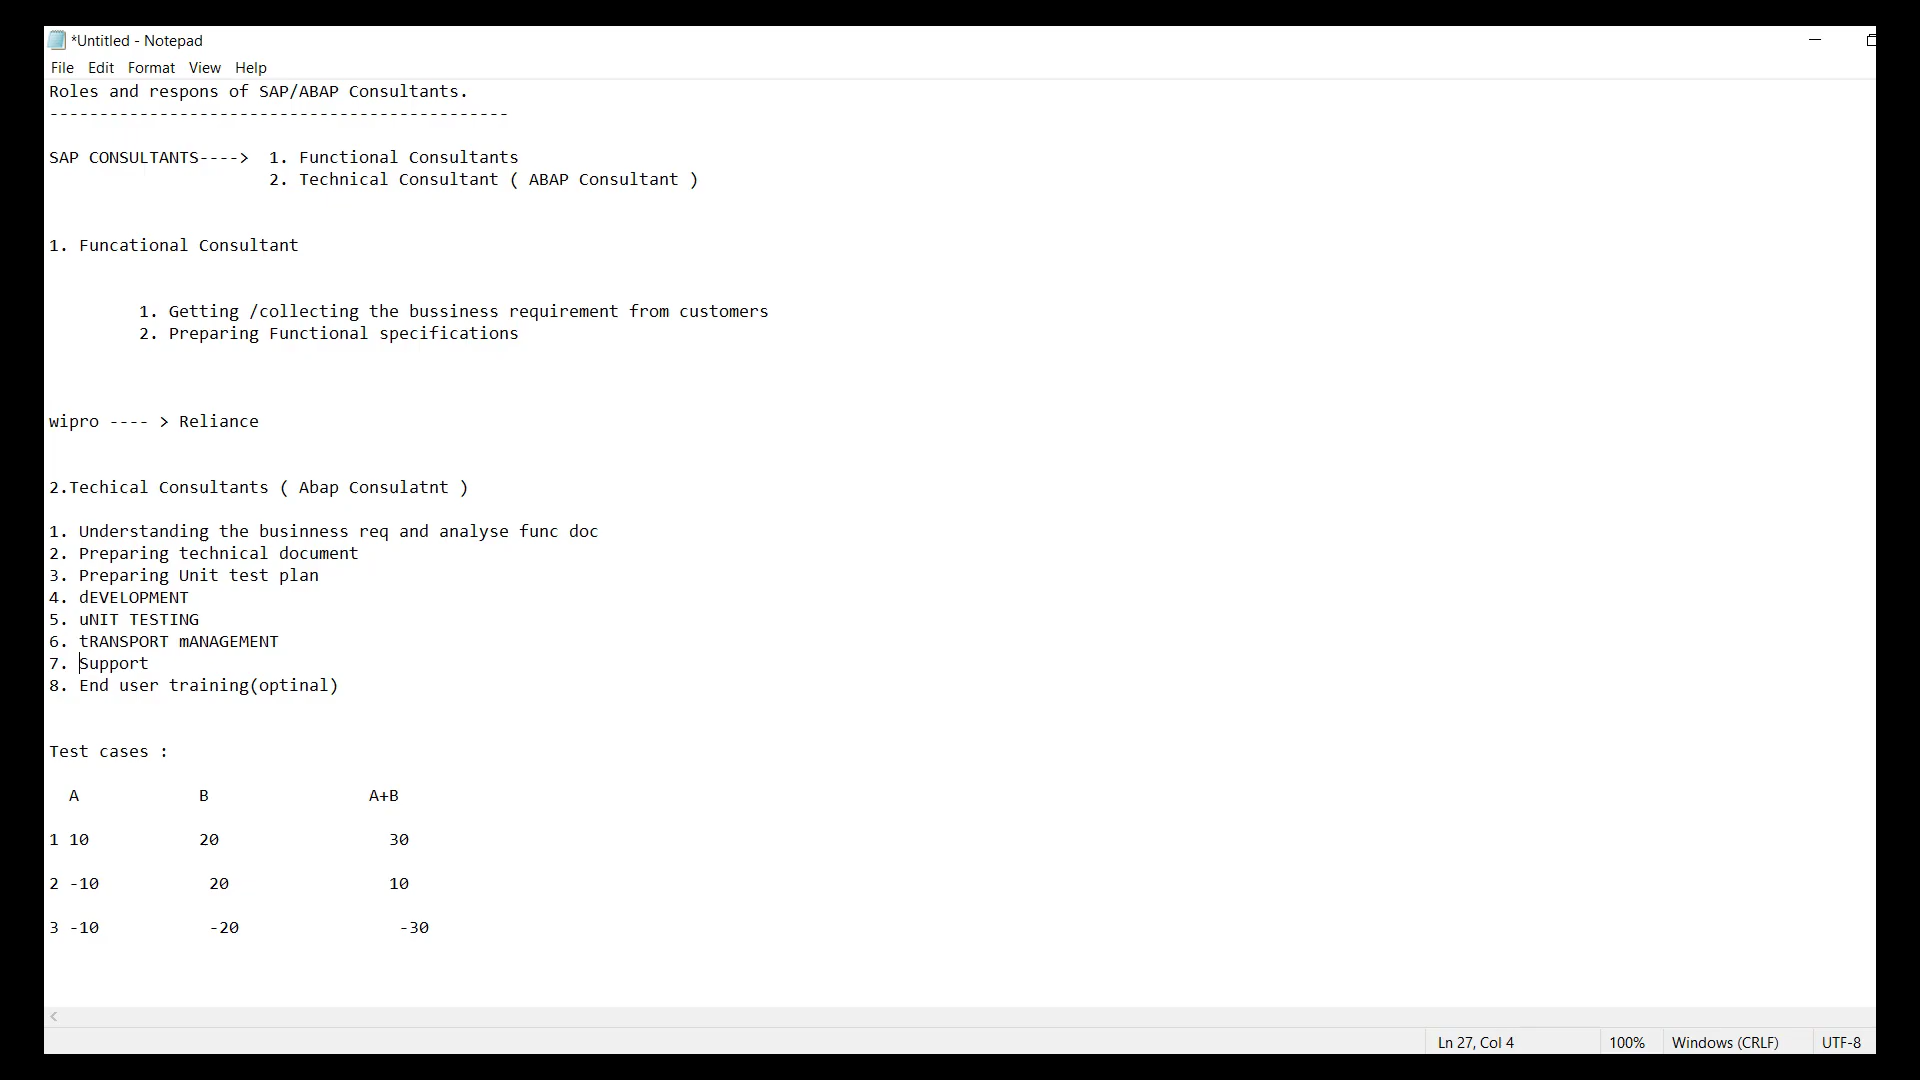 *Untitled - Notepad
File Edit Format View Help
Roles and respons of SAP/ABAP Consultants.
----------------------------------------------
SAP CONSULTANTS----> 1. Functional Consultants
2. Technical Consultant ( ABAP Consultant )
1. Funcational Consultant
1. Getting /collecting the bussiness requirement from customers
2. Preparing Functional specifications
wipro ---- > Reliance
2.Techical Consultants ( Abap Consulatnt )
1. Understanding the businness req and analyse func doc
2. Preparing technical document
3. Preparing Unit test plan
4. dEVELOPMENT
5. uNIT TESTING
6. tRANSPORT mANAGEMENT
7. Support
8. End user training(optinal)
Test cases :
A B A+B
1 10 20 30
2 -10 20 10
3 -10 -20 -30
Ln 27, Col 4 100% Windows (CRLF) UTF-8